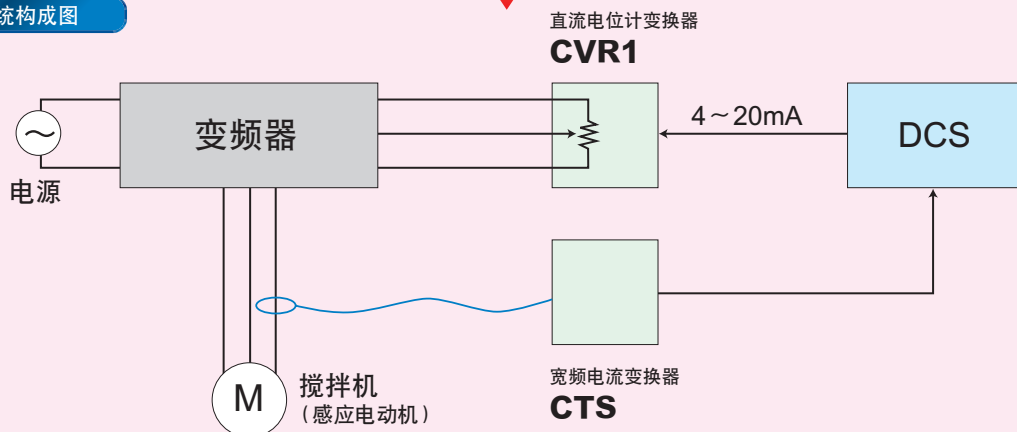 统构成图
直流电位计变换器
CVR1
变频器
4～20mA
DCS
电源
宽频电流变换器
CTS
M
搅拌机
（感应电动机）